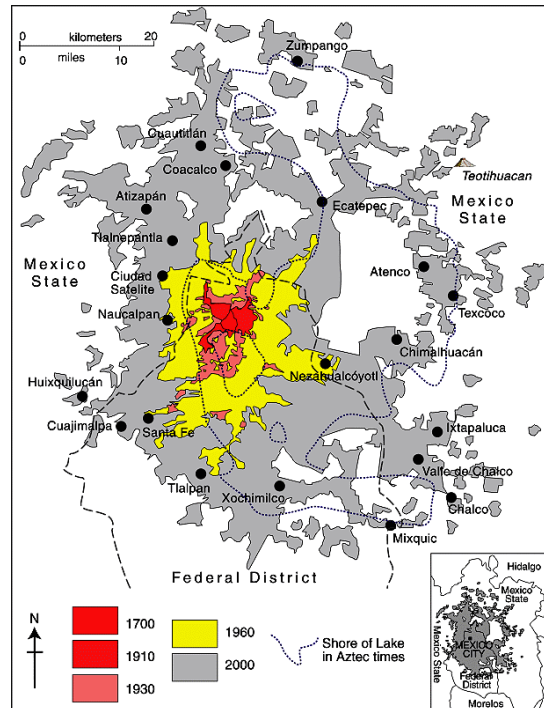 0 kilometers 20
0 miles 10
Zumpango
Cuautitlán
Coacalco
Teotihuacan
Mexico
State
Atizapán
Ecatepec
Tlalnepantla
Mexico
State
Ciudad
Satelite
Atenco
Texcoco
Naucalpan
Chimalhuacán
Nezahualcóyotl
Huixquilucán
Cuajimalpa
Santa Fe
Ixtapaluca
Valle de Chalco
Tlalpan
Xochimilco
Chalco
Mixquic
Federal District
N
1700
1910
1930
1960
2000
Shore of Lake
in Aztec times
Hidalgo
Mexico
State
Mexico State
MEXICO
CITY
Federal
District
Morelos